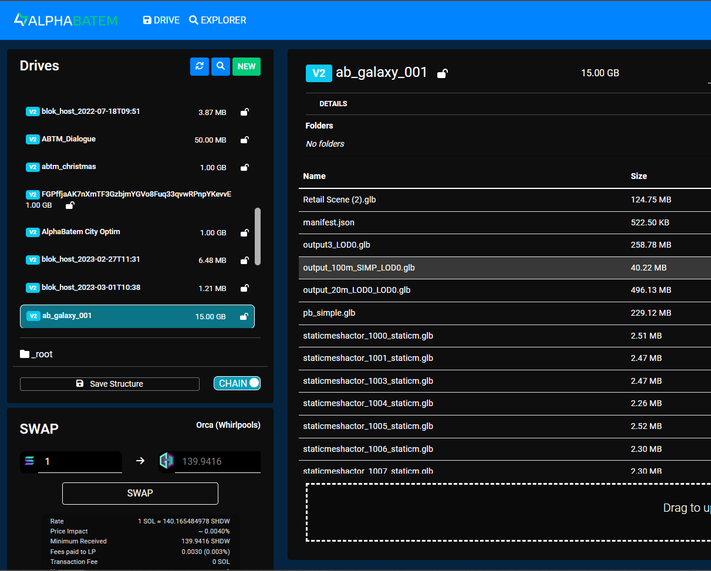 ALPHABATEM DRIVE EXPLORER
Drives NEW
V2 blok_host_2022-07-18T09:51 3.87 MB
V2 ABTM_Dialogue 50.00 MB
V2 abtm_christmas 1.00 GB
V2 FGPffjaAK7nXmTF3GzbjmYGVo8Fuq33qvwRPnpYKevvE
1.00 GB
V2 AlphaBatem City Optim 1.00 GB
V2 blok_host_2023-02-27T11:31 6.48 MB
V2 blok_host_2023-03-01T10:38 1.21 MB
V2 ab_galaxy_001 15.00 GB
_root
Save Structure CHAIN
SWAP Orca (Whirlpools)
1 139.9416
SWAP
Rate 1 SOL = 140.165484978 SHDW
Price Impact ~ 0.0040%
Minimum Received 139.9416 SHDW
Fees paid to LP 0.0030 (0.003%)
Transaction Fee 0 SOL
V2 ab_galaxy_001 15.00 GB
DETAILS
Folders
No folders
Name Size
Retail Scene (2).glb 124.75 MB
manifest.json 522.50 KB
output3_LOD0.glb 258.78 MB
output_100m_SIMP_LOD0.glb 40.22 MB
output_20m_LOD0_LOD0.glb 496.13 MB
pb_simple.glb 229.12 MB
staticmeshactor_1000_staticm.glb 2.51 MB
staticmeshactor_1001_staticm.glb 2.47 MB
staticmeshactor_1003_staticm.glb 2.47 MB
staticmeshactor_1004_staticm.glb 2.26 MB
staticmeshactor_1005_staticm.glb 2.52 MB
staticmeshactor_1006_staticm.glb 2.30 MB
staticmeshactor_1007_staticm.glb 2.30 MB
Drag to u